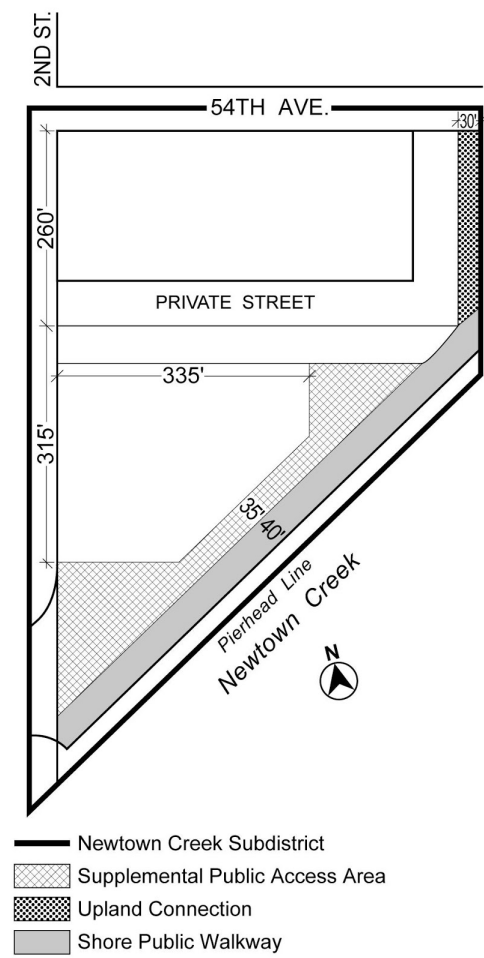 2ND ST.
54TH AVE.
30'
260'
PRIVATE STREET
335'
315'
35' 40'
Pierhead Line
Newtown Creek
N
Newtown Creek Subdistrict
Supplemental Public Access Area
Upland Connection
Shore Public Walkway